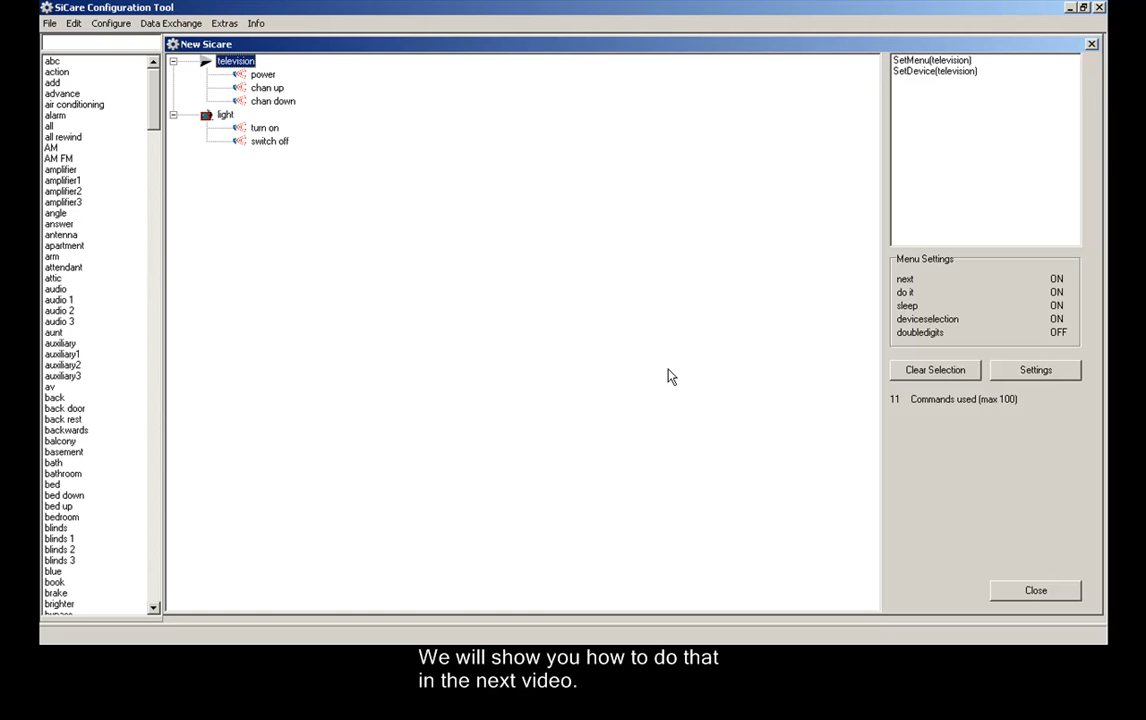 SiCare Configuration Tool
File Edit Configure Data Exchange Extras Info
New Sicare
abc
action
add
advance
air conditioning
alarm
all
all rewind
AM
AM FM
amplifier
amplifier1
amplifier2
amplifier3
angle
answer
antenna
apartment
arm
attendant
attic
audio
audio 1
audio 2
audio 3
aunt
auxiliary
auxiliary1
auxiliary2
auxiliary3
av
back
back door
back rest
backwards
balcony
basement
bath
bathroom
bed
bed down
bed up
bedroom
blinds
blinds 1
blinds 2
blinds 3
blue
book
brake
brighter
television
power
chan up
chan down
light
turn on
switch off
SetMenu(television)
SetDevice(television)
Menu Settings
next ON
do it ON
sleep ON
deviceselection ON
doubledigits OFF
Clear Selection Settings
11 Commands used (max 100)
Close
We will show you how to do that
in the next video.